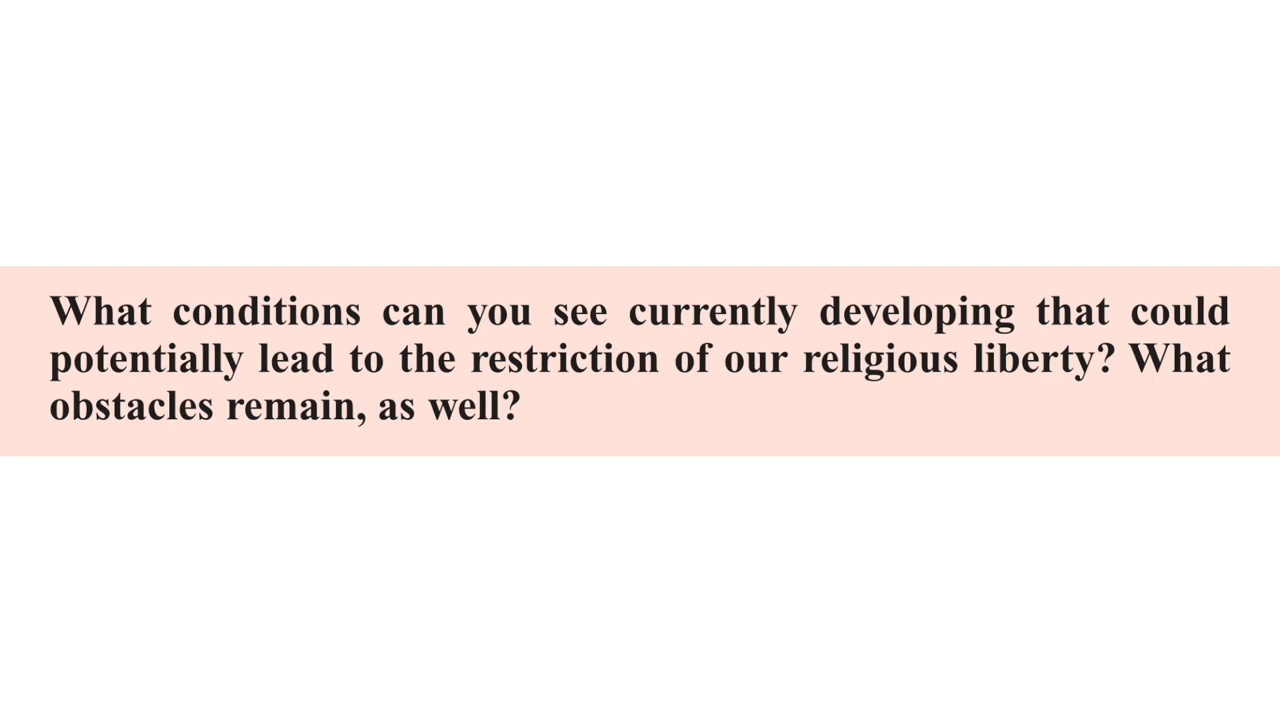 What conditions can you see currently developing that could
potentially lead to the restriction of our religious liberty? What
obstacles remain, as well?